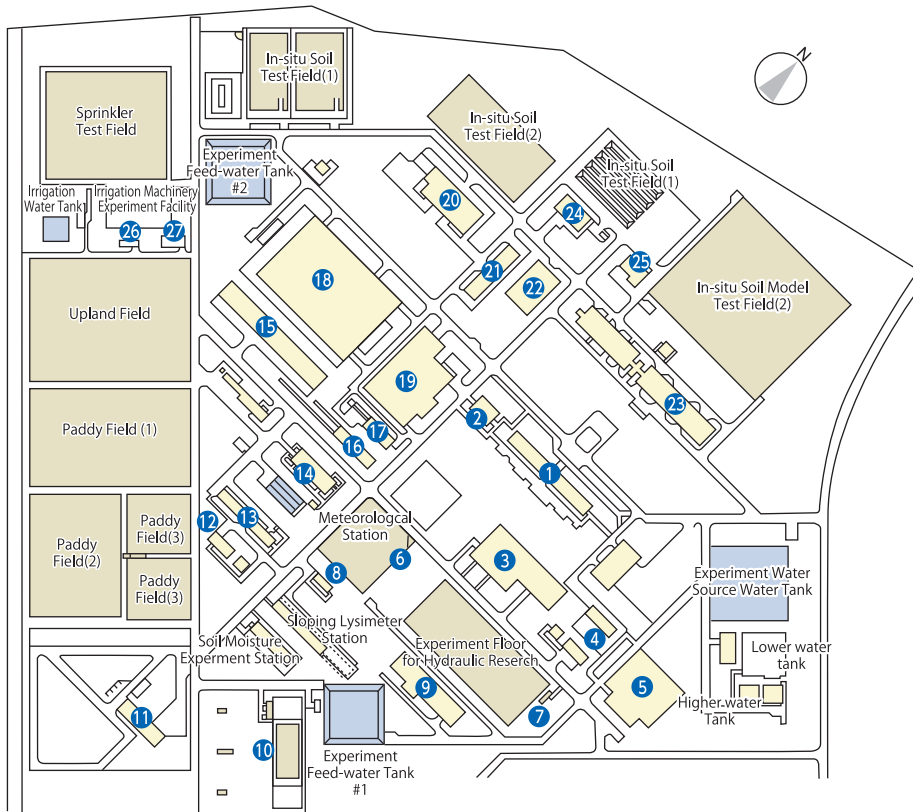 In-situ Soil
Test Field(1)
N
Sprinkler
Test Field
In-situ Soil
Test Field(2)
Experiment
Feed-water Tank
#2
In-situ Soil
Test Field(1)
Irrigation
Water Tank
Irrigation Machinery
Experiment Facility
20
24
26
27
21
25
22
18
In-situ Soil Model
Test Field(2)
Upland Field
15
19
23
2
Paddy Field (1)
17
16
14
1
Paddy
Field(2)
Paddy
Field(3)
12
13
Meteorologcal
Station
6
3
8
Experiment Water
Source Water Tank
Paddy
Field(3)
Sloping Lysimeter
Station
Soil Moisture
Experment Station
Experiment Floor
for Hydraulic Reserch
4
Lower water
tank
9
5
Higher water
Tank
11
7
10
Experiment
Feed-water Tank
#1